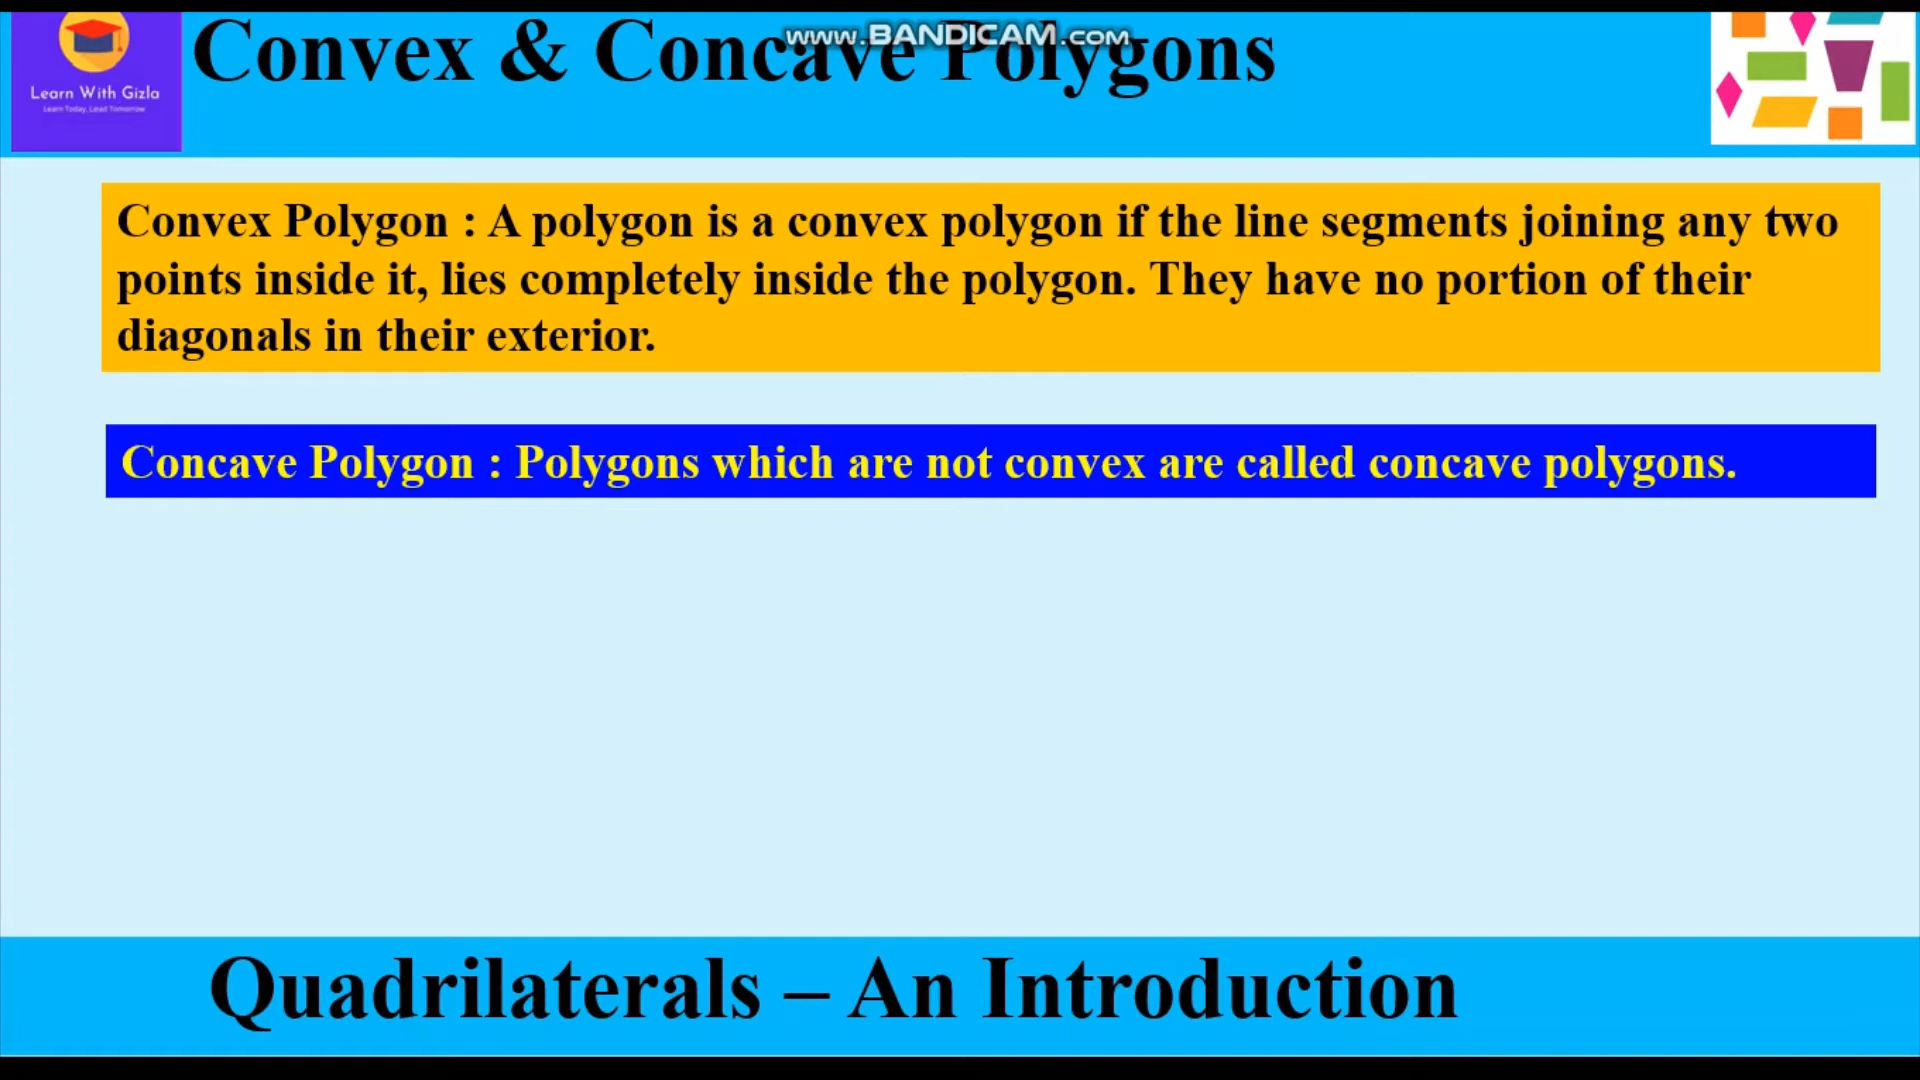 www.BANDICAM.com
Convex & Concave Polygons
Learn With Gizla
Learn Today, Lead Tomorrow
Convex Polygon : A polygon is a convex polygon if the line segments joining any two
points inside it, lies completely inside the polygon. They have no portion of their
diagonals in their exterior.
Concave Polygon : Polygons which are not convex are called concave polygons.
Quadrilaterals – An Introduction